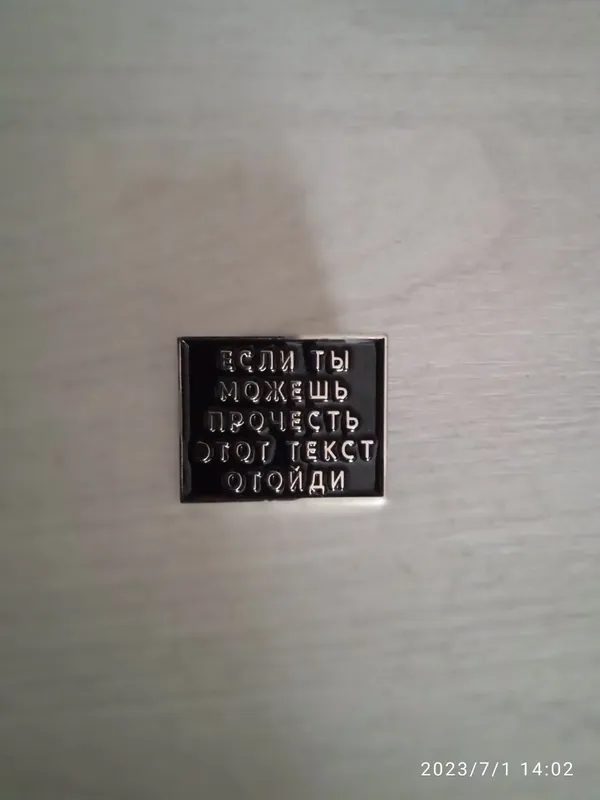 ЕСЛИ ТЫ
МОЖЕШЬ
ПРОЧЕСТЬ
ЭТОТ ТЕКСТ
ОТОЙДИ
2023/7/1 14:02